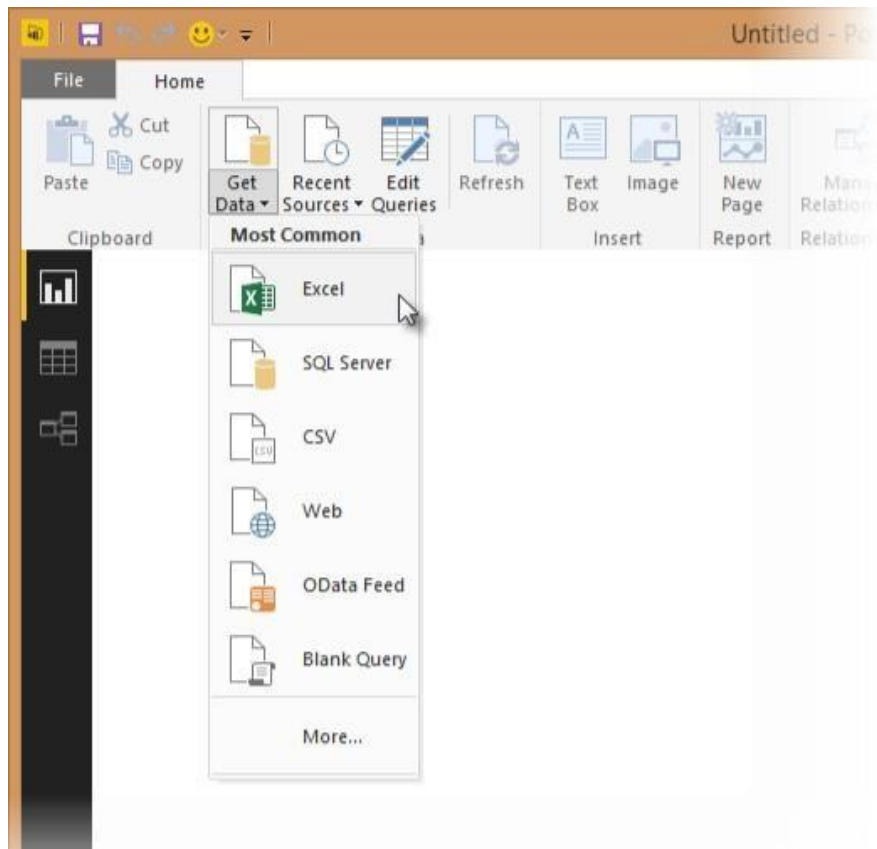 Untitled - Po
File Home
Cut
Copy
Paste
Get Data
Recent Sources
Edit Queries
Refresh
Text Box
Image
New Page
Clipboard
Insert
Report
Most Common
Excel
SQL Server
CSV
CSV
Web
OData Feed
Blank Query
More...